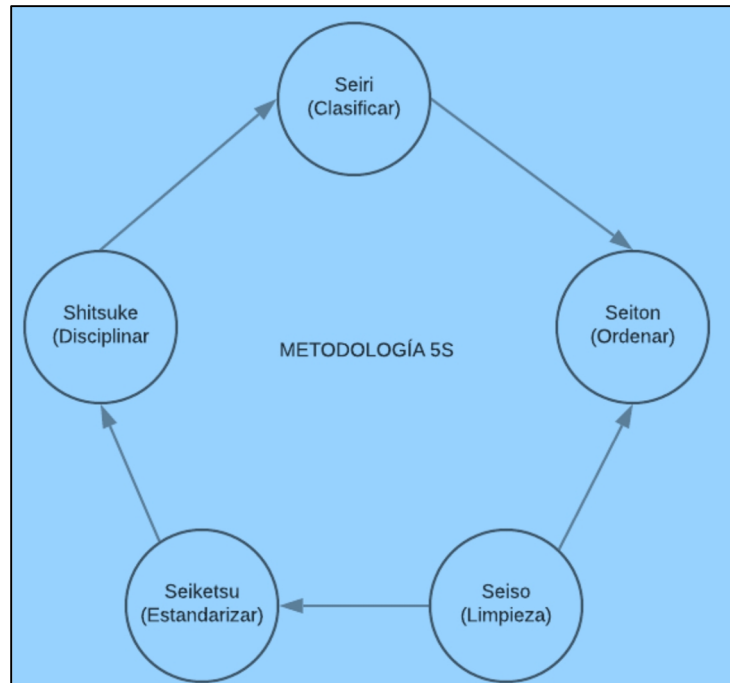 Seiri
(Clasificar)
Shitsuke
(Disciplinar
Seiton
(Ordenar)
METODOLOGÍA 5S
Seiketsu
(Estandarizar)
Seiso
(Limpieza)